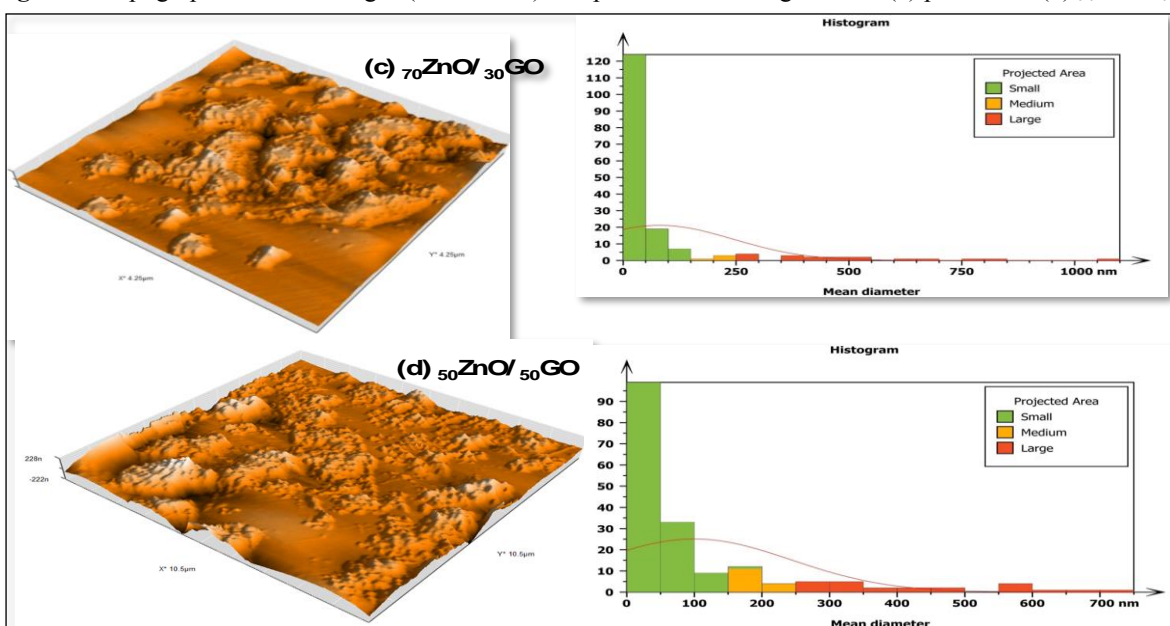 (c) 70ZnO/30GO
X* 4.25µm
Y* 4.25µm
Histogram
120
110
100
90
80
70
60
50
40
30
20
10
0
Projected Area
Small
Medium
Large
0 250 500 750 1000 nm
Mean diameter
(d) 50ZnO/50GO
228n
-222n
X* 10.5µm
Y* 10.5µm
Histogram
90
80
70
60
50
40
30
20
10
0
Projected Area
Small
Medium
Large
0 100 200 300 400 500 600 700 nm
Mean diameter